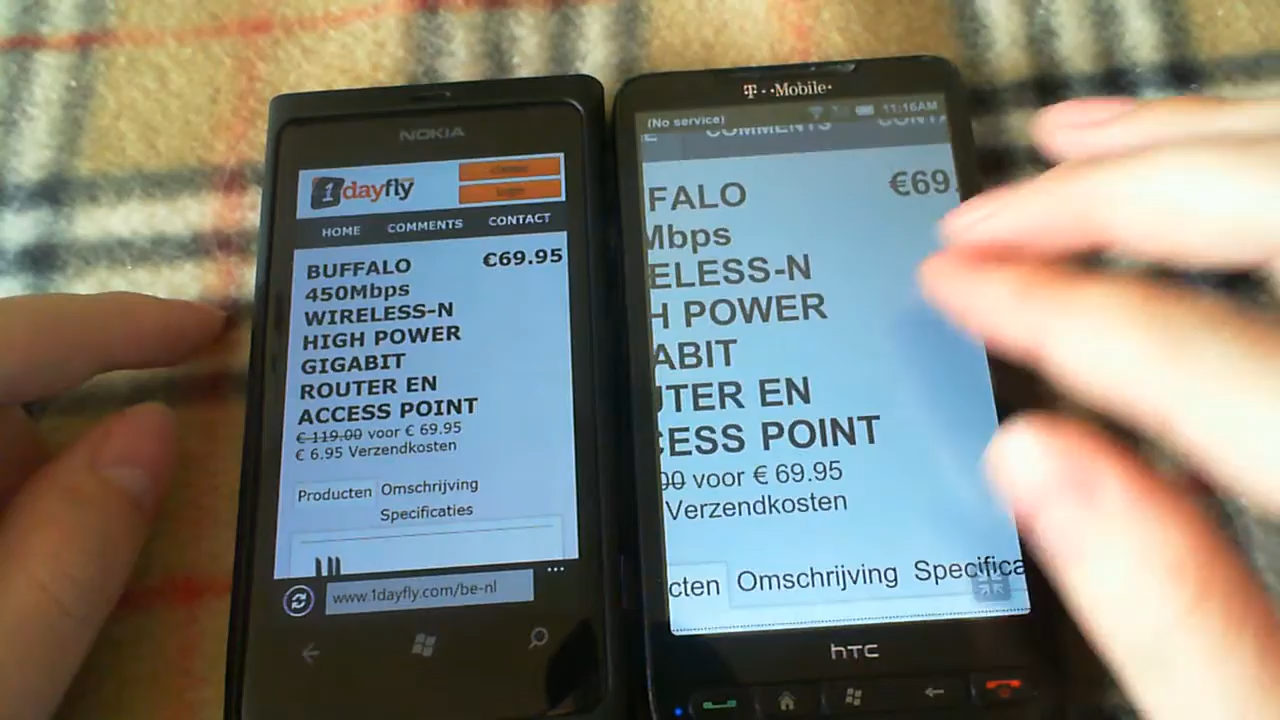 NOKIA
1dayfly
login
HOME COMMENTS CONTACT
BUFFALO €69.95
450Mbps
WIRELESS-N
HIGH POWER
GIGABIT
ROUTER EN
ACCESS POINT
€ 119.00 voor € 69.95
€ 6.95 Verzendkosten
Producten Omschrijving
Specificaties
www.1dayfly.com/be-nl
T··Mobile·
(No service) 11:16AM
E COMMENTS CONTA
FALO €69.
Mbps
ELESS-N
H POWER
ABIT
UTER EN
CESS POINT
00 voor € 69.95
Verzendkosten
cten Omschrijving Specifica
hTC